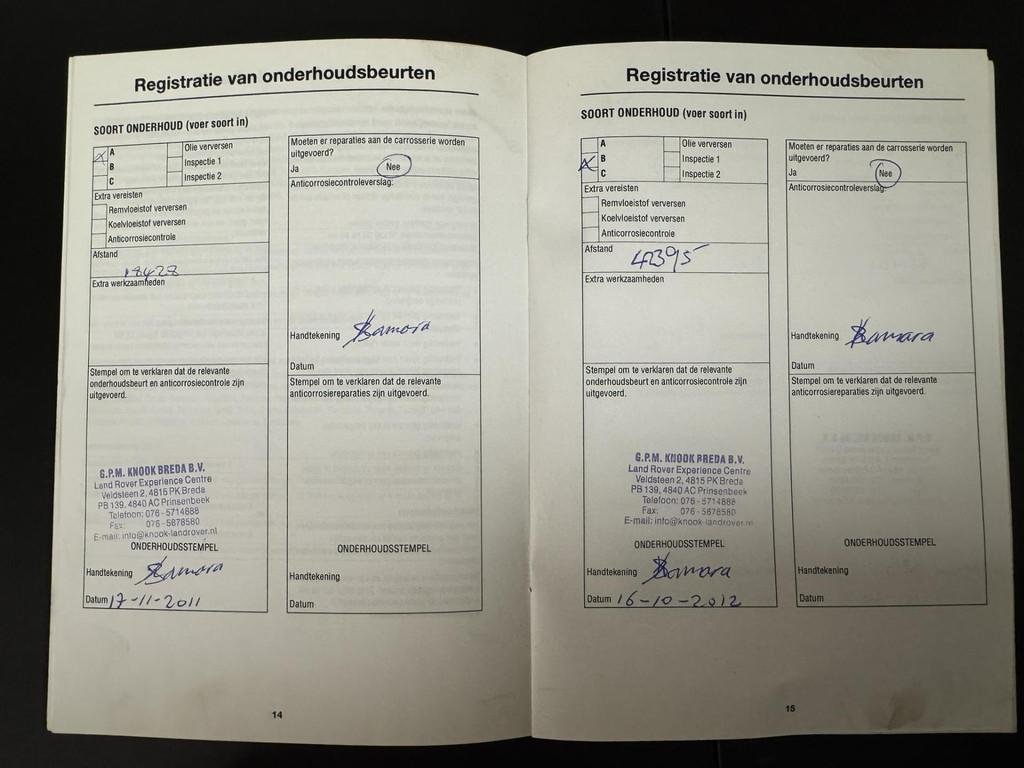 Registratie van onderhoudsbeurten
SOORT ONDERHOUD (voer soort in)
A
B
C
Olie verversen
Inspectie 1
Inspectie 2
Extra vereisten
Remvloeistof verversen
Koelvloeistof verversen
Anticorrosiecontrole
Afstand
18428
Extra werkzaamheden
Stempel om te verklaren dat de relevante
onderhoudsbeurt en anticorrosiecontrole zijn
uitgevoerd.
G.P.M. KNOOK BREDA B.V.
Land Rover Experience Centre
Veldsteen 2, 4815 PK Breda
PB 139, 4840 AC Prinsenbeek
Telefoon: 076-5714888
Fax: 076-5878580
E-mail: info@knook-landrover.nl
ONDERHOUDSSTEMPEL
Handtekening
Datum 17-11-2011
Moeten er reparaties aan de carrosserie worden
uitgevoerd?
Ja Nee
Anticorrosiecontroleverslag:
Handtekening
Datum
Stempel om te verklaren dat de relevante
anticorrosiereparaties zijn uitgevoerd.
ONDERHOUDSSTEMPEL
Handtekening
Datum
14
Registratie van onderhoudsbeurten
SOORT ONDERHOUD (voer soort in)
A
B
C
Olie verversen
Inspectie 1
Inspectie 2
Extra vereisten
Remvloeistof verversen
Koelvloeistof verversen
Anticorrosiecontrole
Afstand
42395
Extra werkzaamheden
Stempel om te verklaren dat de relevante
onderhoudsbeurt en anticorrosiecontrole zijn
uitgevoerd.
G.P.M. KNOOK BREDA B.V.
Land Rover Experience Centre
Veldsteen 2, 4815 PK Breda
PB 139, 4840 AC Prinsenbeek
Telefoon: 076-5714888
Fax: 076-5878580
E-mail: info@knook-landrover.nl
ONDERHOUDSSTEMPEL
Handtekening
Datum 16-10-2012
Moeten er reparaties aan de carrosserie worden
uitgevoerd?
Ja Nee
Anticorrosiecontroleverslag:
Handtekening
Datum
Stempel om te verklaren dat de relevante
anticorrosiereparaties zijn uitgevoerd.
ONDERHOUDSSTEMPEL
Handtekening
Datum
15